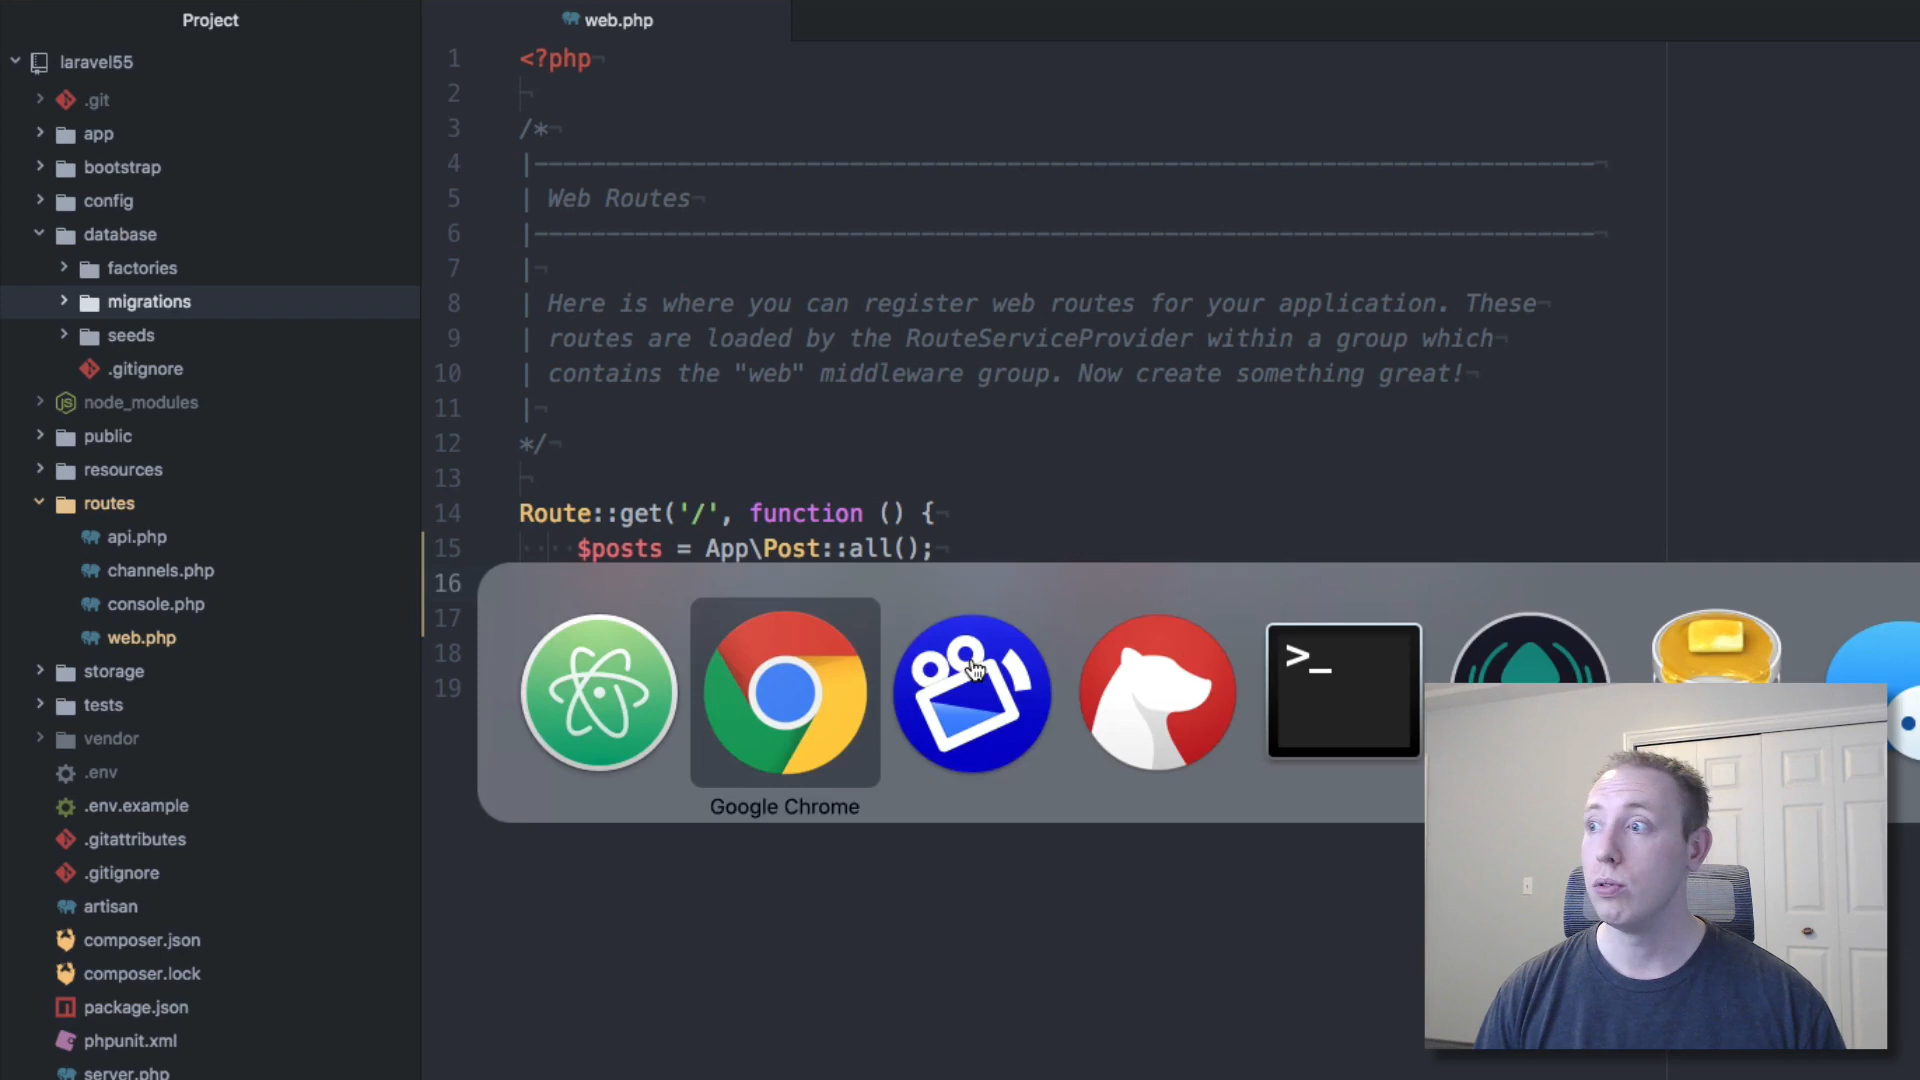 Project
laravel55
.git
app
bootstrap
config
database
factories
migrations
seeds
.gitignore
node_modules
public
resources
routes
api.php
channels.php
console.php
web.php
storage
tests
vendor
.env
.env.example
.gitattributes
.gitignore
artisan
composer.json
composer.lock
package.json
phpunit.xml
server.php
web.php
1 <?php
2
3 /*
4 |--------------------------------------------------------------------------
5 | Web Routes
6 |--------------------------------------------------------------------------
7 |
8 | Here is where you can register web routes for your application. These
9 | routes are loaded by the RouteServiceProvider within a group which
10 | contains the "web" middleware group. Now create something great!
11 |
12 */
13
14 Route::get('/', function () {
15 $posts = App\Post::all();
16
17
18
19
>_
Google Chrome